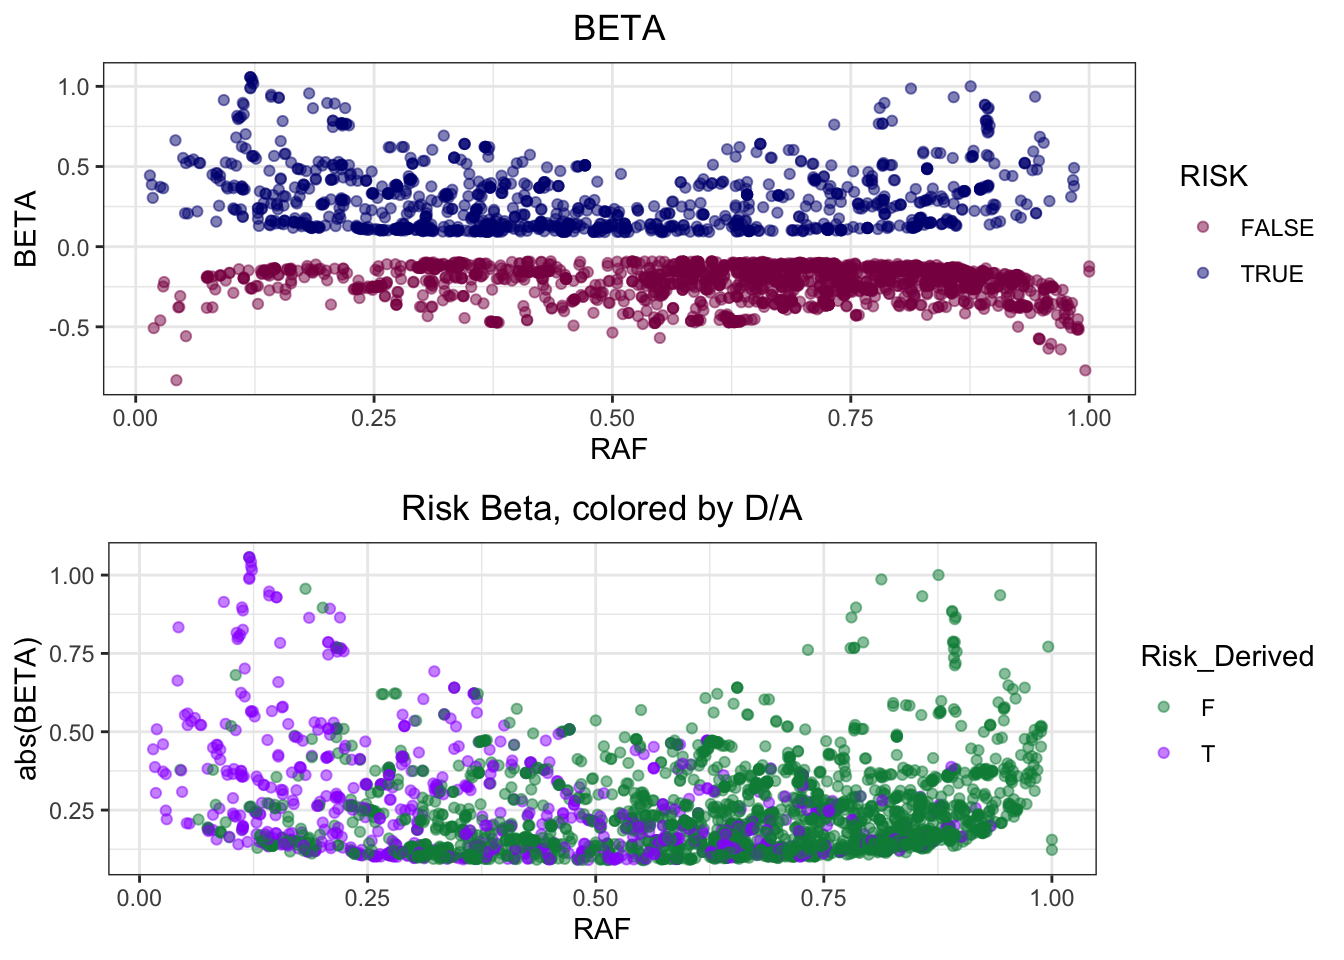 BETA
1.0
0.5
0.0
-0.5
BETA
0.00 0.25 0.50 0.75 1.00
RAF
RISK
FALSE
TRUE
Risk Beta, colored by D/A
1.00
0.75
0.50
0.25
abs(BETA)
0.00 0.25 0.50 0.75 1.00
RAF
Risk_Derived
F
T